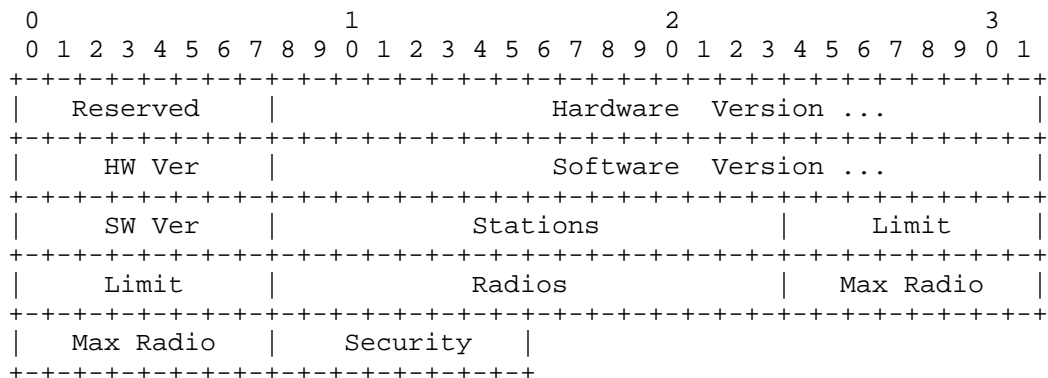 0                   1                   2                   3
 0 1 2 3 4 5 6 7 8 9 0 1 2 3 4 5 6 7 8 9 0 1 2 3 4 5 6 7 8 9 0 1
+-+-+-+-+-+-+-+-+-+-+-+-+-+-+-+-+-+-+-+-+-+-+-+-+-+-+-+-+-+-+-+-+
|   Reserved    |                 Hardware  Version ...         |
+-+-+-+-+-+-+-+-+-+-+-+-+-+-+-+-+-+-+-+-+-+-+-+-+-+-+-+-+-+-+-+-+
|     HW Ver    |                 Software  Version ...         |
+-+-+-+-+-+-+-+-+-+-+-+-+-+-+-+-+-+-+-+-+-+-+-+-+-+-+-+-+-+-+-+-+
|     SW Ver    |            Stations           |     Limit     |
+-+-+-+-+-+-+-+-+-+-+-+-+-+-+-+-+-+-+-+-+-+-+-+-+-+-+-+-+-+-+-+-+
|     Limit     |            Radios             |   Max Radio   |
+-+-+-+-+-+-+-+-+-+-+-+-+-+-+-+-+-+-+-+-+-+-+-+-+-+-+-+-+-+-+-+-+
|   Max Radio   |    Security   |
+-+-+-+-+-+-+-+-+-+-+-+-+-+-+-+-+